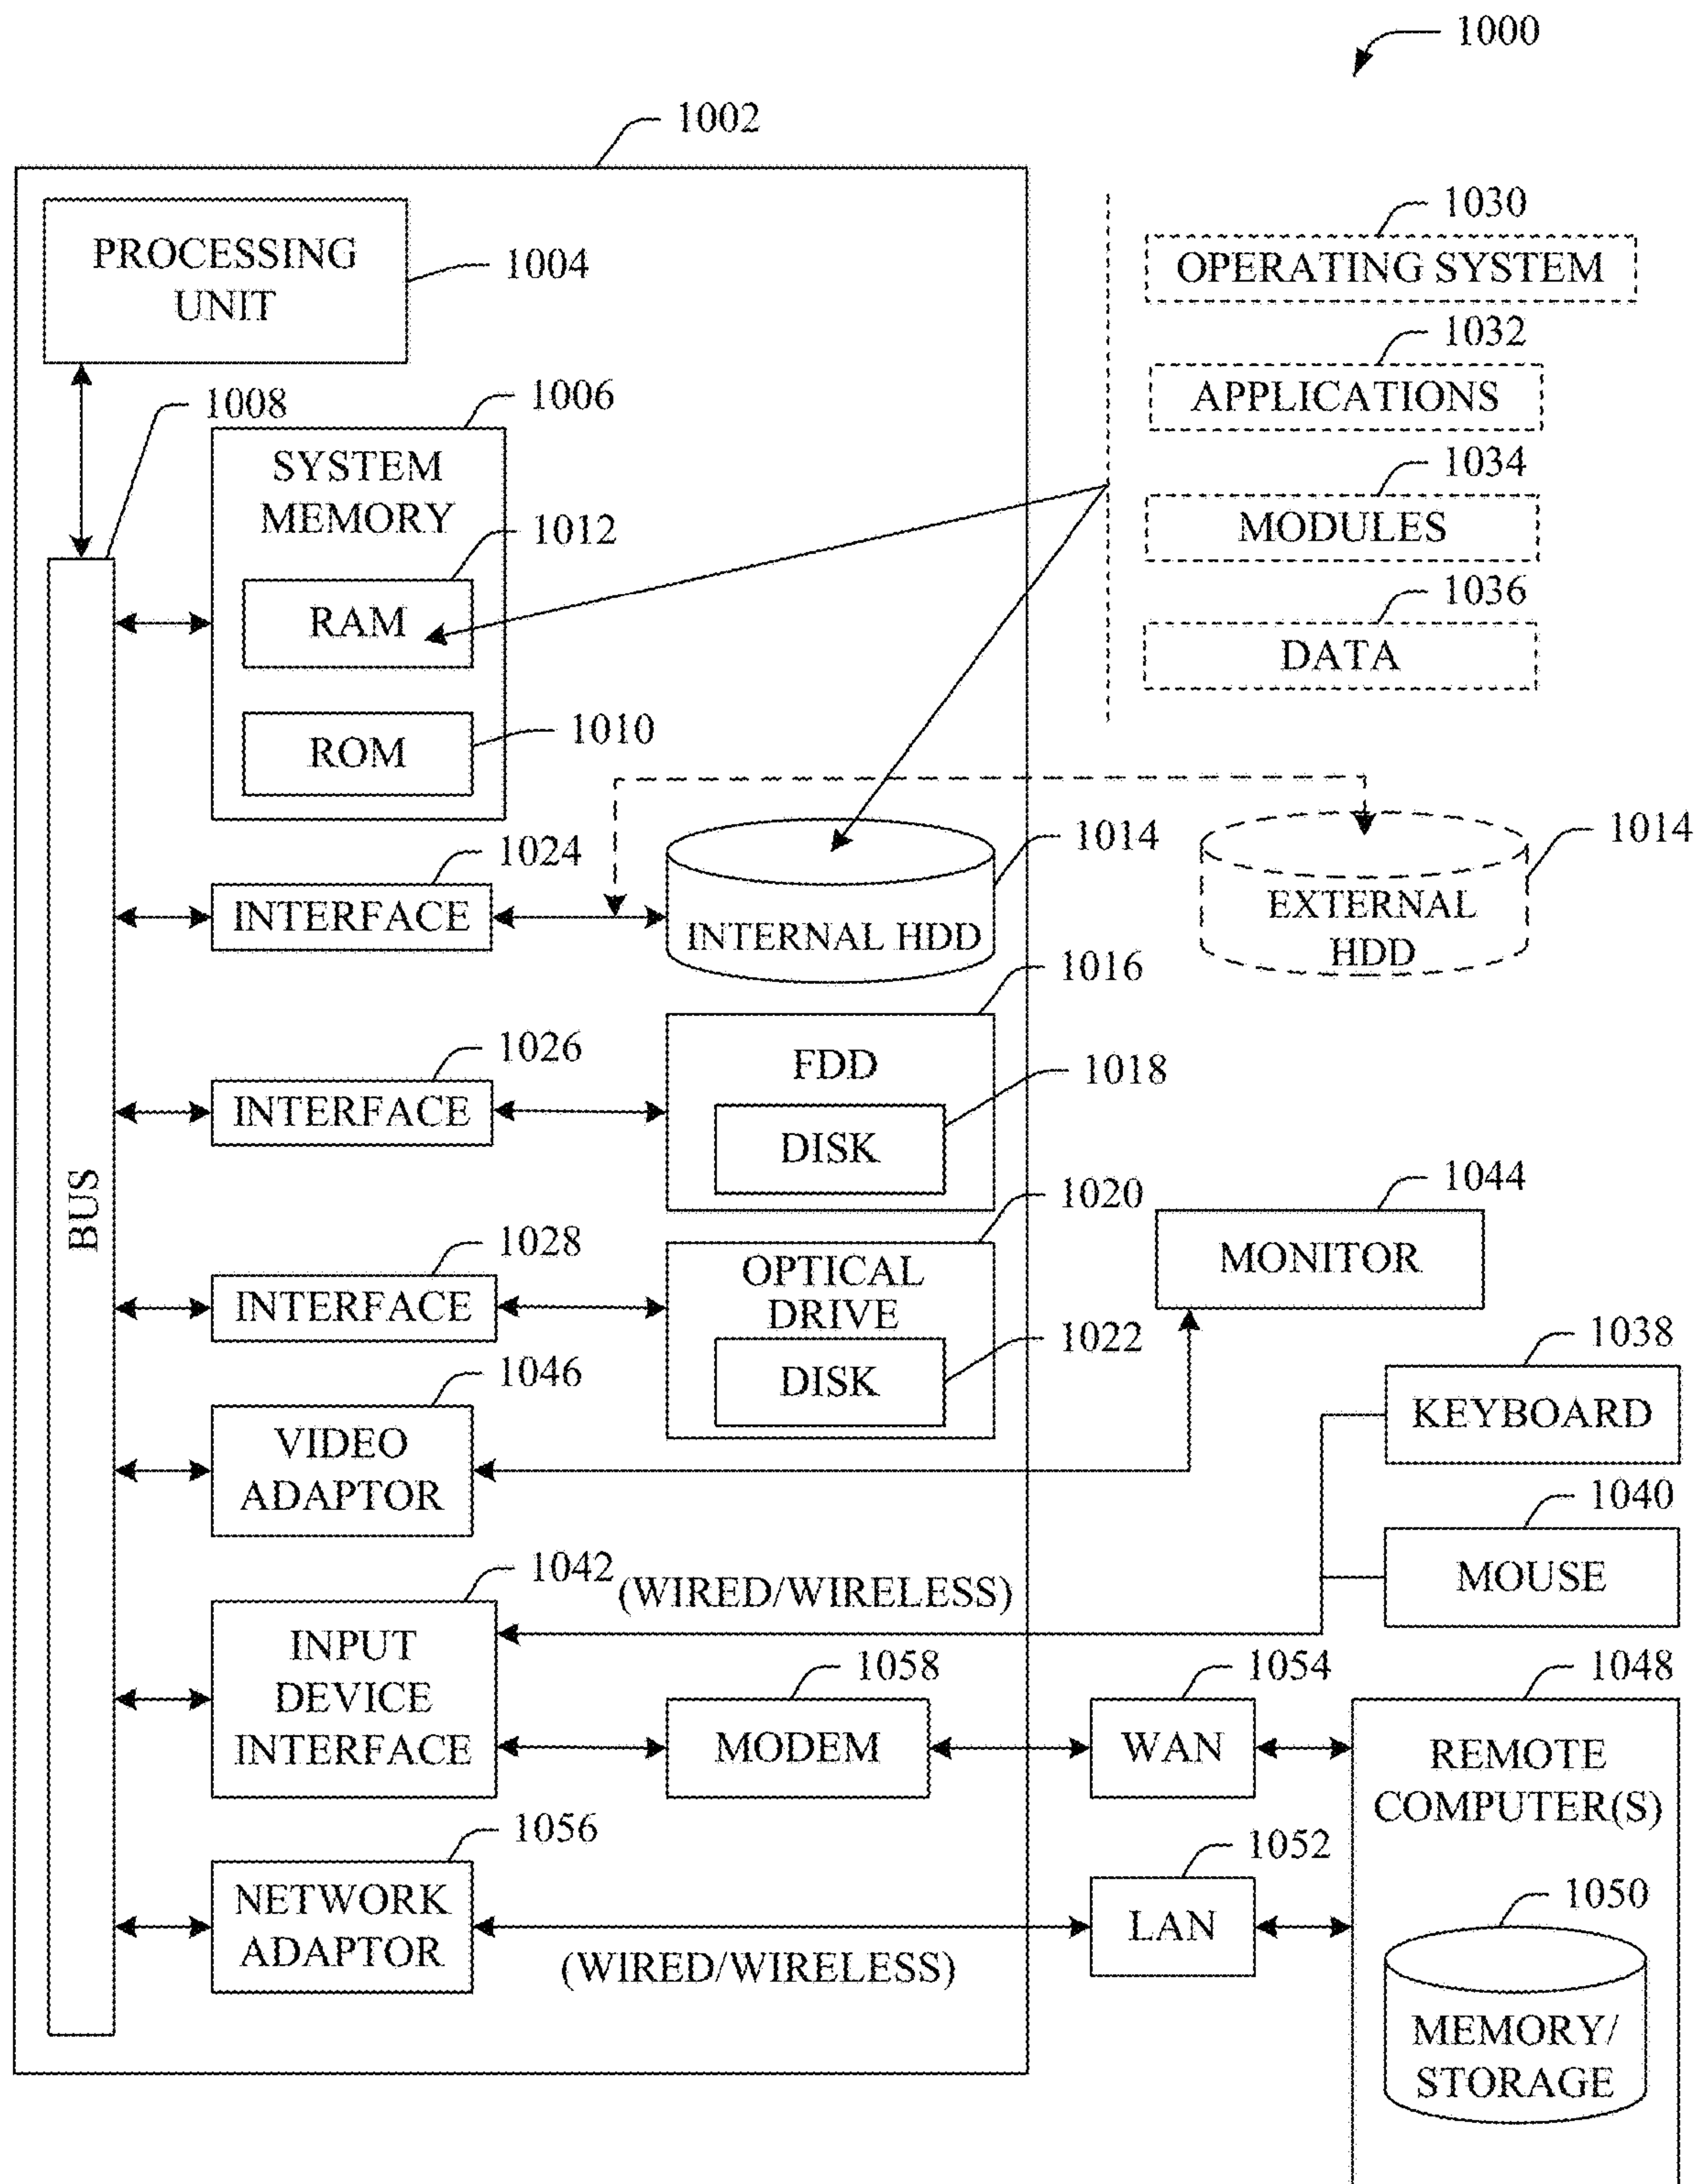 1000
1002
PROCESSING
UNIT
1004
1030
OPERATING SYSTEM
1032
APPLICATIONS
1034
MODULES
1036
DATA
1008
1006
SYSTEM
MEMORY
1012
RAM
1010
ROM
1024
INTERFACE
1014
INTERNAL HDD
1014
EXTERNAL
HDD
1026
INTERFACE
1016
FDD
1018
DISK
BUS
1028
INTERFACE
1020
OPTICAL
DRIVE
1022
DISK
1044
MONITOR
1046
VIDEO
ADAPTOR
1038
KEYBOARD
1040
MOUSE
1042
(WIRED/WIRELESS)
INPUT
DEVICE
INTERFACE
1058
MODEM
1054
WAN
1048
REMOTE
COMPUTER(S)
1056
NETWORK
ADAPTOR
(WIRED/WIRELESS)
1052
LAN
1050
MEMORY/
STORAGE